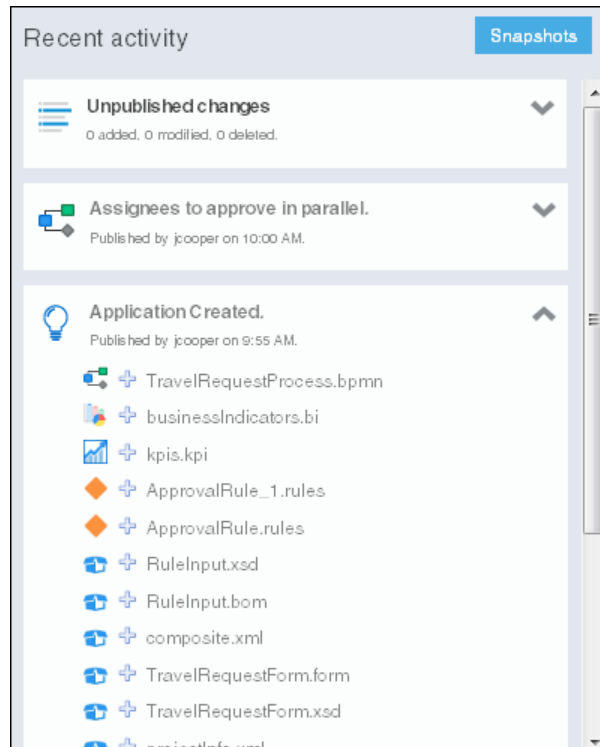 Recent activity
Snapshots
Unpublished changes
0 added, 0 modified, 0 deleted.
Assignees to approve in parallel.
Published by jcooper on 10:00 AM.
Application Created.
Published by jcooper on 9:55 AM.
TravelRequestProcess.bpmn
businessIndicators.bi
kpis.kpi
ApprovalRule_1.rules
ApprovalRule.rules
RuleInput.xsd
RuleInput.bom
composite.xml
TravelRequestForm.form
TravelRequestForm.xsd
projectInfo.xml